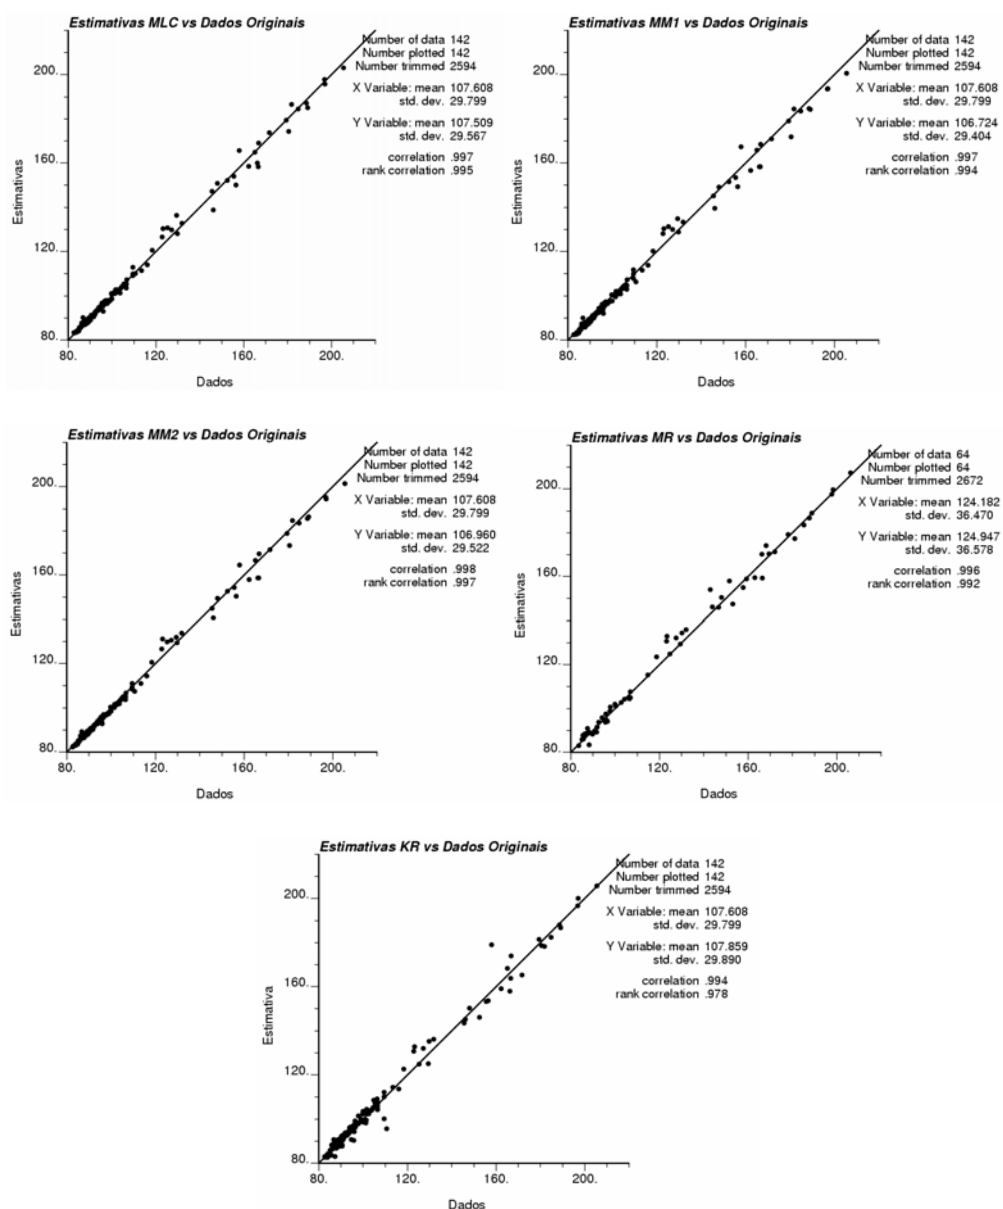 Estimativas MLC vs Dados Originais
Number of data 142
Number plotted 142
Number trimmed 2594
X Variable: mean 107.608
std. dev. 29.799
Y Variable: mean 107.509
std. dev. 29.567
correlation .997
rank correlation .995
Estimativas
200.
160.
120.
80.
80. 120. 160. 200.
Dados
Estimativas MM1 vs Dados Originais
Number of data 142
Number plotted 142
Number trimmed 2594
X Variable: mean 107.608
std. dev. 29.799
Y Variable: mean 106.724
std. dev. 29.404
correlation .997
rank correlation .994
Estimativas
200.
160.
120.
80.
80. 120. 160. 200.
Dados
Estimativas MM2 vs Dados Originais
Number of data 142
Number plotted 142
Number trimmed 2594
X Variable: mean 107.608
std. dev. 29.799
Y Variable: mean 106.960
std. dev. 29.522
correlation .998
rank correlation .997
Estimativas
200.
160.
120.
80.
80. 120. 160. 200.
Dados
Estimativas MR vs Dados Originais
Number of data 64
Number plotted 64
Number trimmed 2672
X Variable: mean 124.182
std. dev. 36.470
Y Variable: mean 124.947
std. dev. 36.578
correlation .996
rank correlation .992
Estimativas
200.
160.
120.
80.
80. 120. 160. 200.
Dados
Estimativas KR vs Dados Originais
Number of data 142
Number plotted 142
Number trimmed 2594
X Variable: mean 107.608
std. dev. 29.799
Y Variable: mean 107.859
std. dev. 29.890
correlation .994
rank correlation .978
Estimativa
200.
160.
120.
80.
80. 120. 160. 200.
Dados